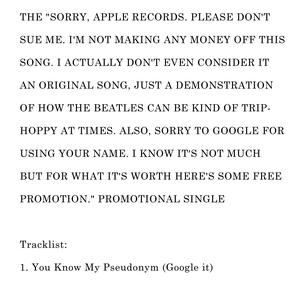 THE "SORRY, APPLE RECORDS. PLEASE DON'T
SUE ME. I'M NOT MAKING ANY MONEY OFF THIS
SONG. I ACTUALLY DON'T EVEN CONSIDER IT
AN ORIGINAL SONG, JUST A DEMONSTRATION
OF HOW THE BEATLES CAN BE KIND OF TRIP-
HOPPY AT TIMES. ALSO, SORRY TO GOOGLE FOR
USING YOUR NAME. I KNOW IT'S NOT MUCH
BUT FOR WHAT IT'S WORTH HERE'S SOME FREE
PROMOTION." PROMOTIONAL SINGLE
Tracklist:
1. You Know My Pseudonym (Google it)